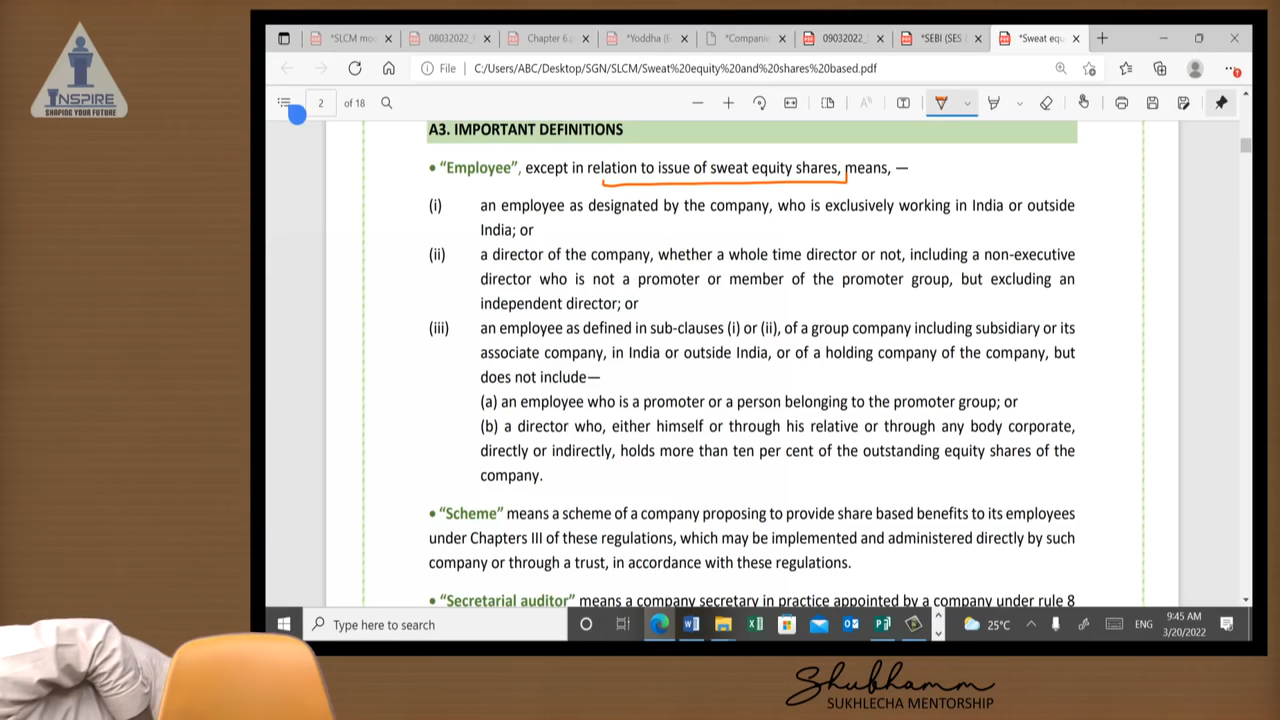 INSPIRE
SHAPING YOUR FUTURE
*SLCM mo
08032022_
Chapter 6.
*Yoddha (
*Companie
09032022_
*SEBI (SES
*Sweat equ
File C:/Users/ABC/Desktop/SGN/SLCM/Sweat%20equity%20and%20shares%20based.pdf
2 of 18
A3. IMPORTANT DEFINITIONS
• “Employee”, except in relation to issue of sweat equity shares, means, —
(i) an employee as designated by the company, who is exclusively working in India or outside
India; or
(ii) a director of the company, whether a whole time director or not, including a non-executive
director who is not a promoter or member of the promoter group, but excluding an
independent director; or
(iii) an employee as defined in sub-clauses (i) or (ii), of a group company including subsidiary or its
associate company, in India or outside India, or of a holding company of the company, but
does not include—
(a) an employee who is a promoter or a person belonging to the promoter group; or
(b) a director who, either himself or through his relative or through any body corporate,
directly or indirectly, holds more than ten per cent of the outstanding equity shares of the
company.
• “Scheme” means a scheme of a company proposing to provide share based benefits to its employees
under Chapters III of these regulations, which may be implemented and administered directly by such
company or through a trust, in accordance with these regulations.
• “Secretarial auditor” means a company secretary in practice appointed by a company under rule 8
Type here to search
25°C
ENG
9:45 AM
3/20/2022
Shubhamm
SUKHLECHA MENTORSHIP